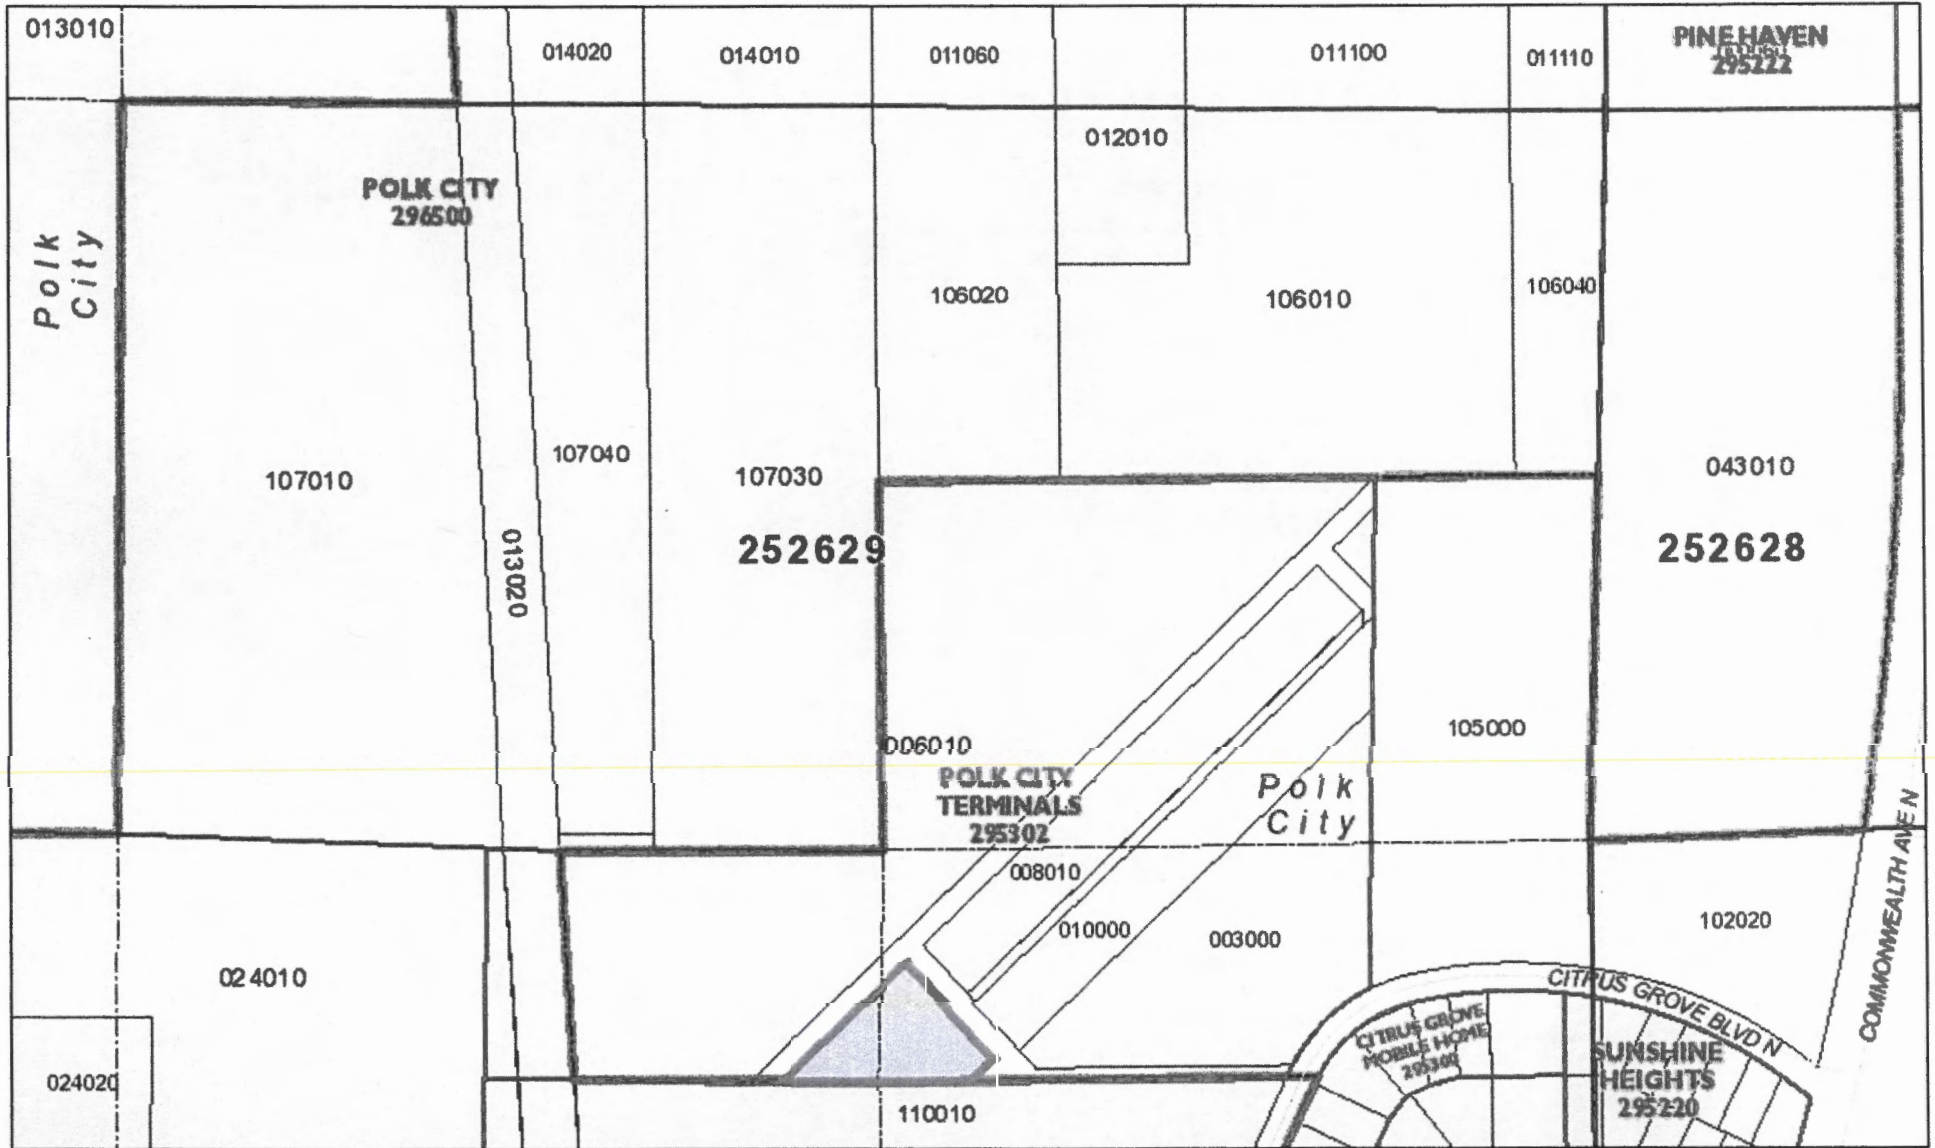 013010
014020
014010
011060
011100
011110
PINE HAVEN
295222
012010
POLK CITY
296500
Polk
City
106020
106010
106040
107010
107040
107030
043010
013020
252629
252628
006010
105000
POLK CITY
TERMINALS
295302
Polk
City
008010
010000
003000
102020
024010
COMMONWEALTH AVE N
CITRUS GROVE BLVD N
CITRUS GROVE
MOBILE HOME
295300
SUNSHINE
HEIGHTS
295220
024020
110010